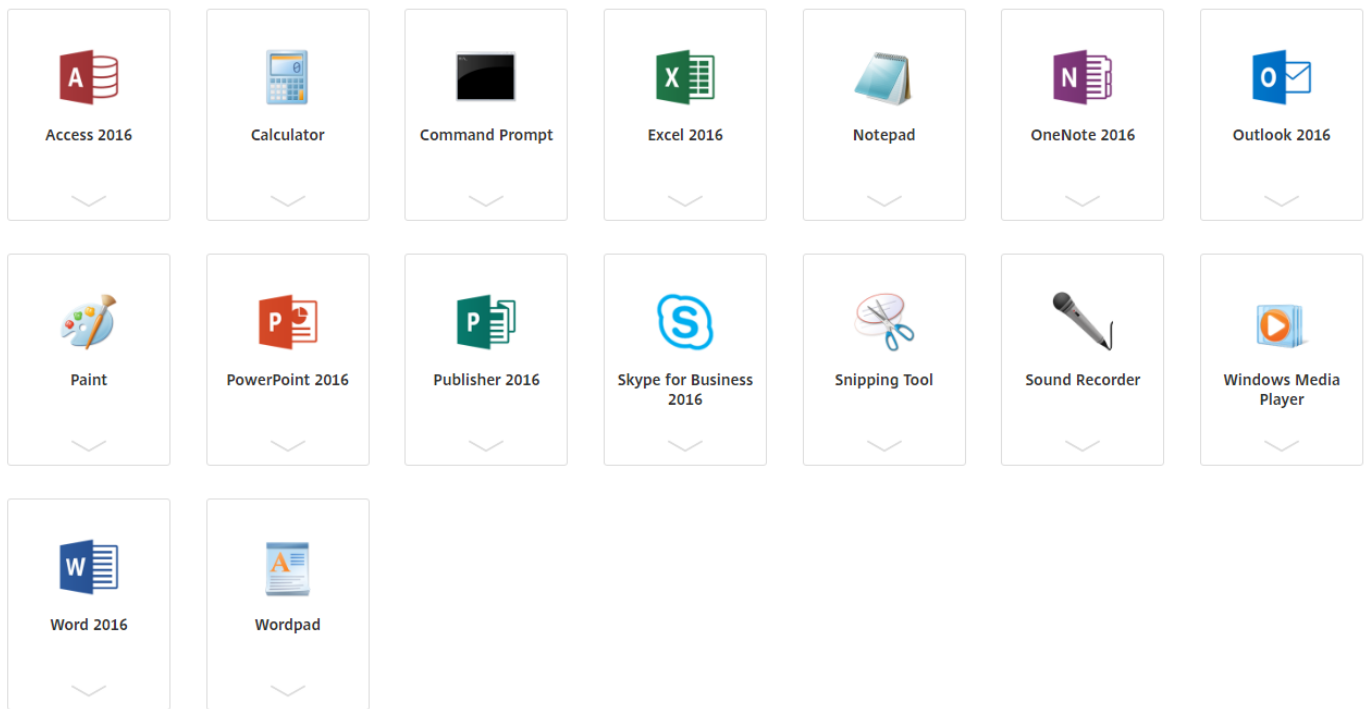 Access 2016
Calculator
Command Prompt
Excel 2016
Notepad
OneNote 2016
Outlook 2016
Paint
PowerPoint 2016
Publisher 2016
Skype for Business
2016
Snipping Tool
Sound Recorder
Windows Media
Player
Word 2016
Wordpad